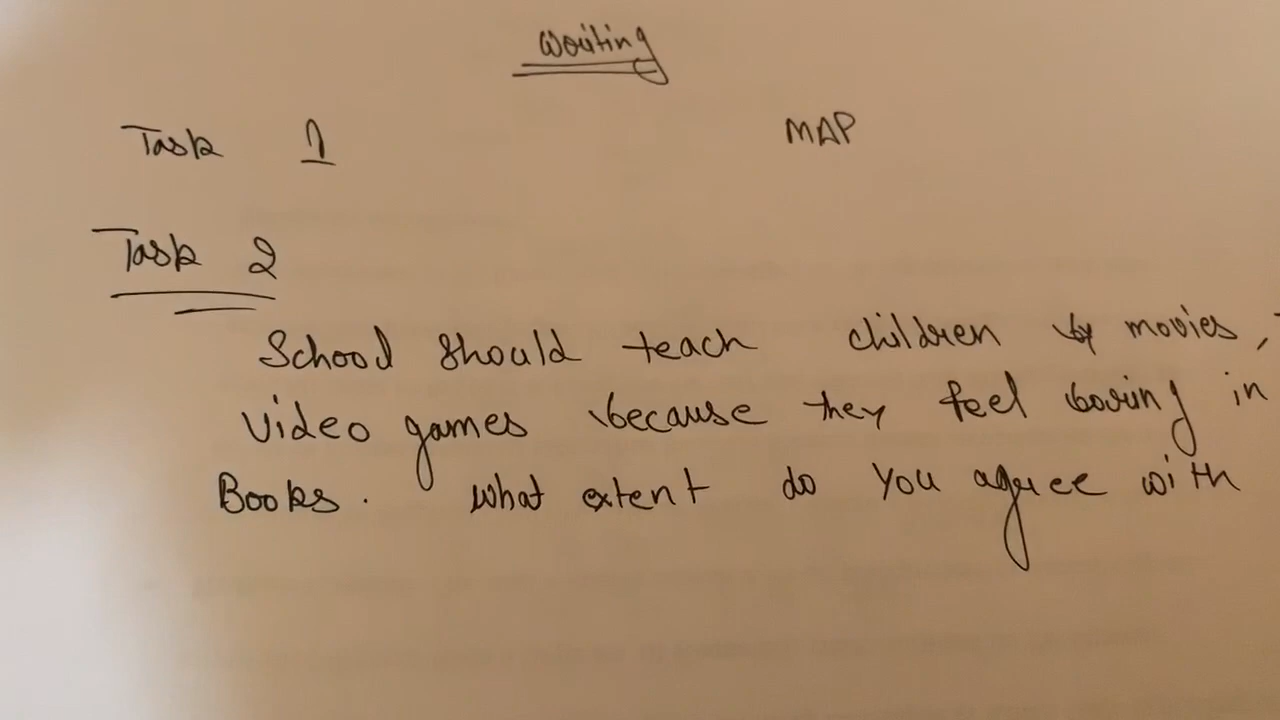 Writing
Task 1 MAP
Task 2
School should teach children by movies,
Video games because they feel boring in
Books. what extent do you agree with